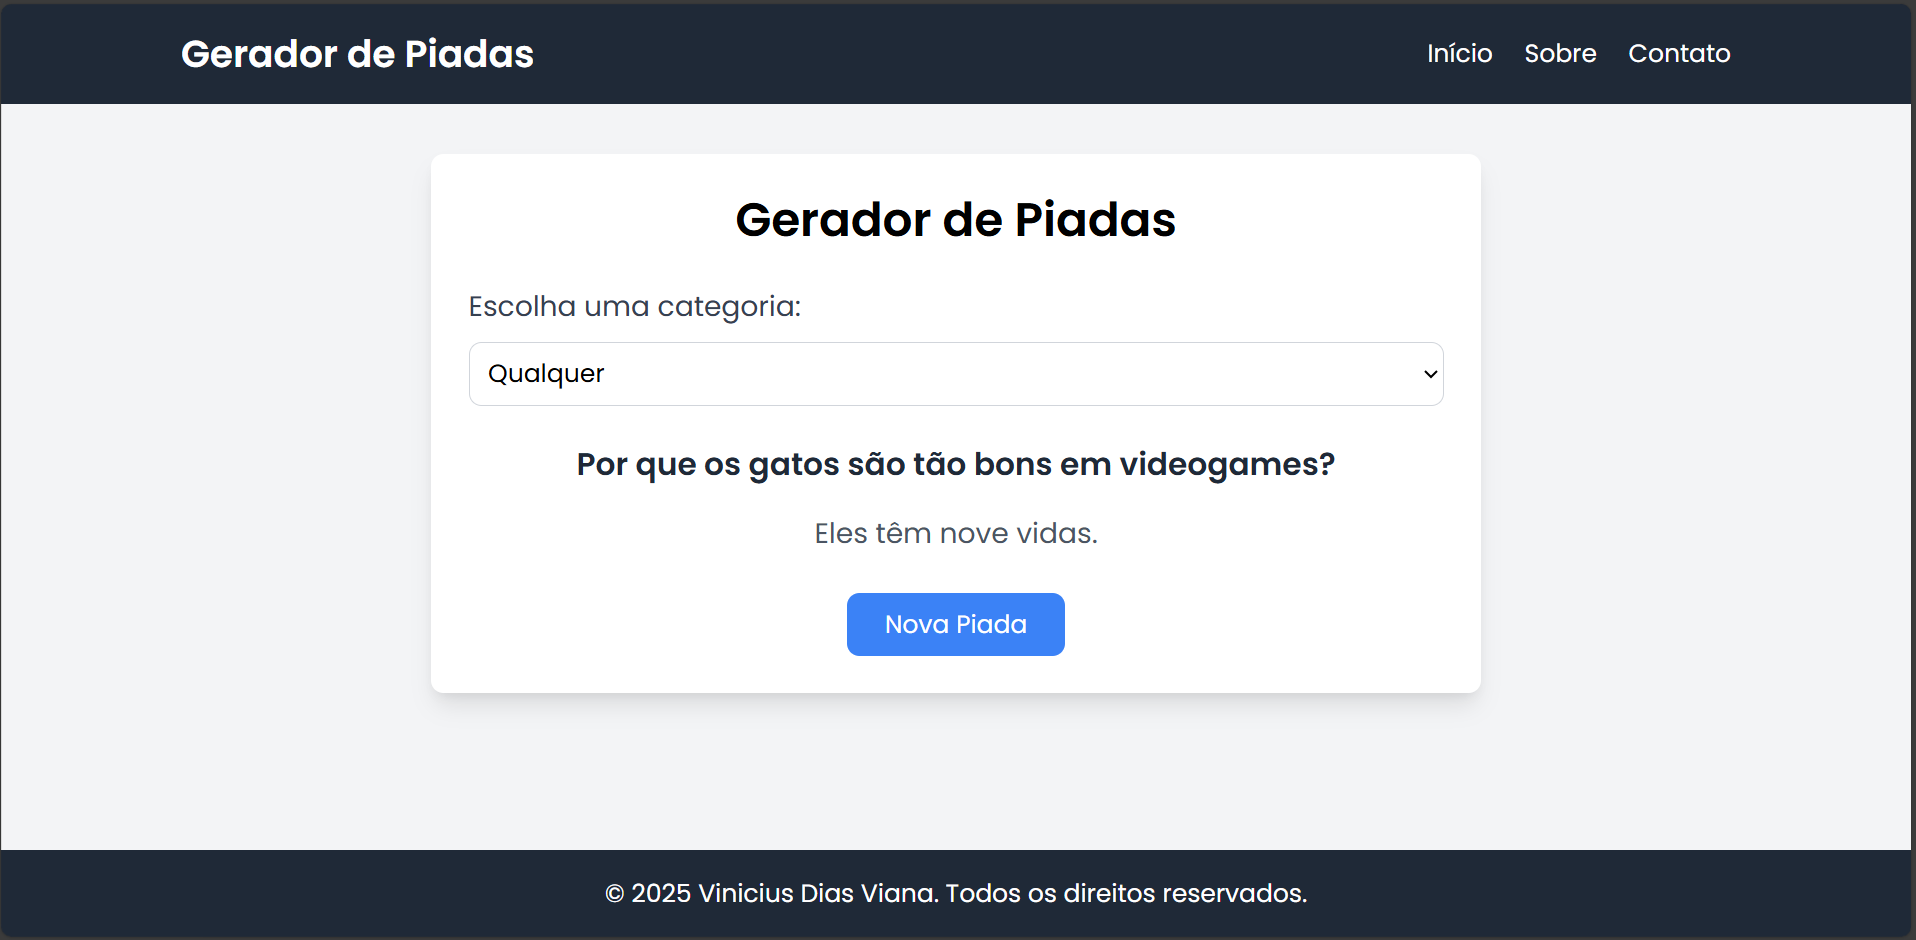 Gerador de Piadas
Início Sobre Contato
Gerador de Piadas
Escolha uma categoria:
Qualquer
Por que os gatos são tão bons em videogames?
Eles têm nove vidas.
Nova Piada
© 2025 Vinicius Dias Viana. Todos os direitos reservados.